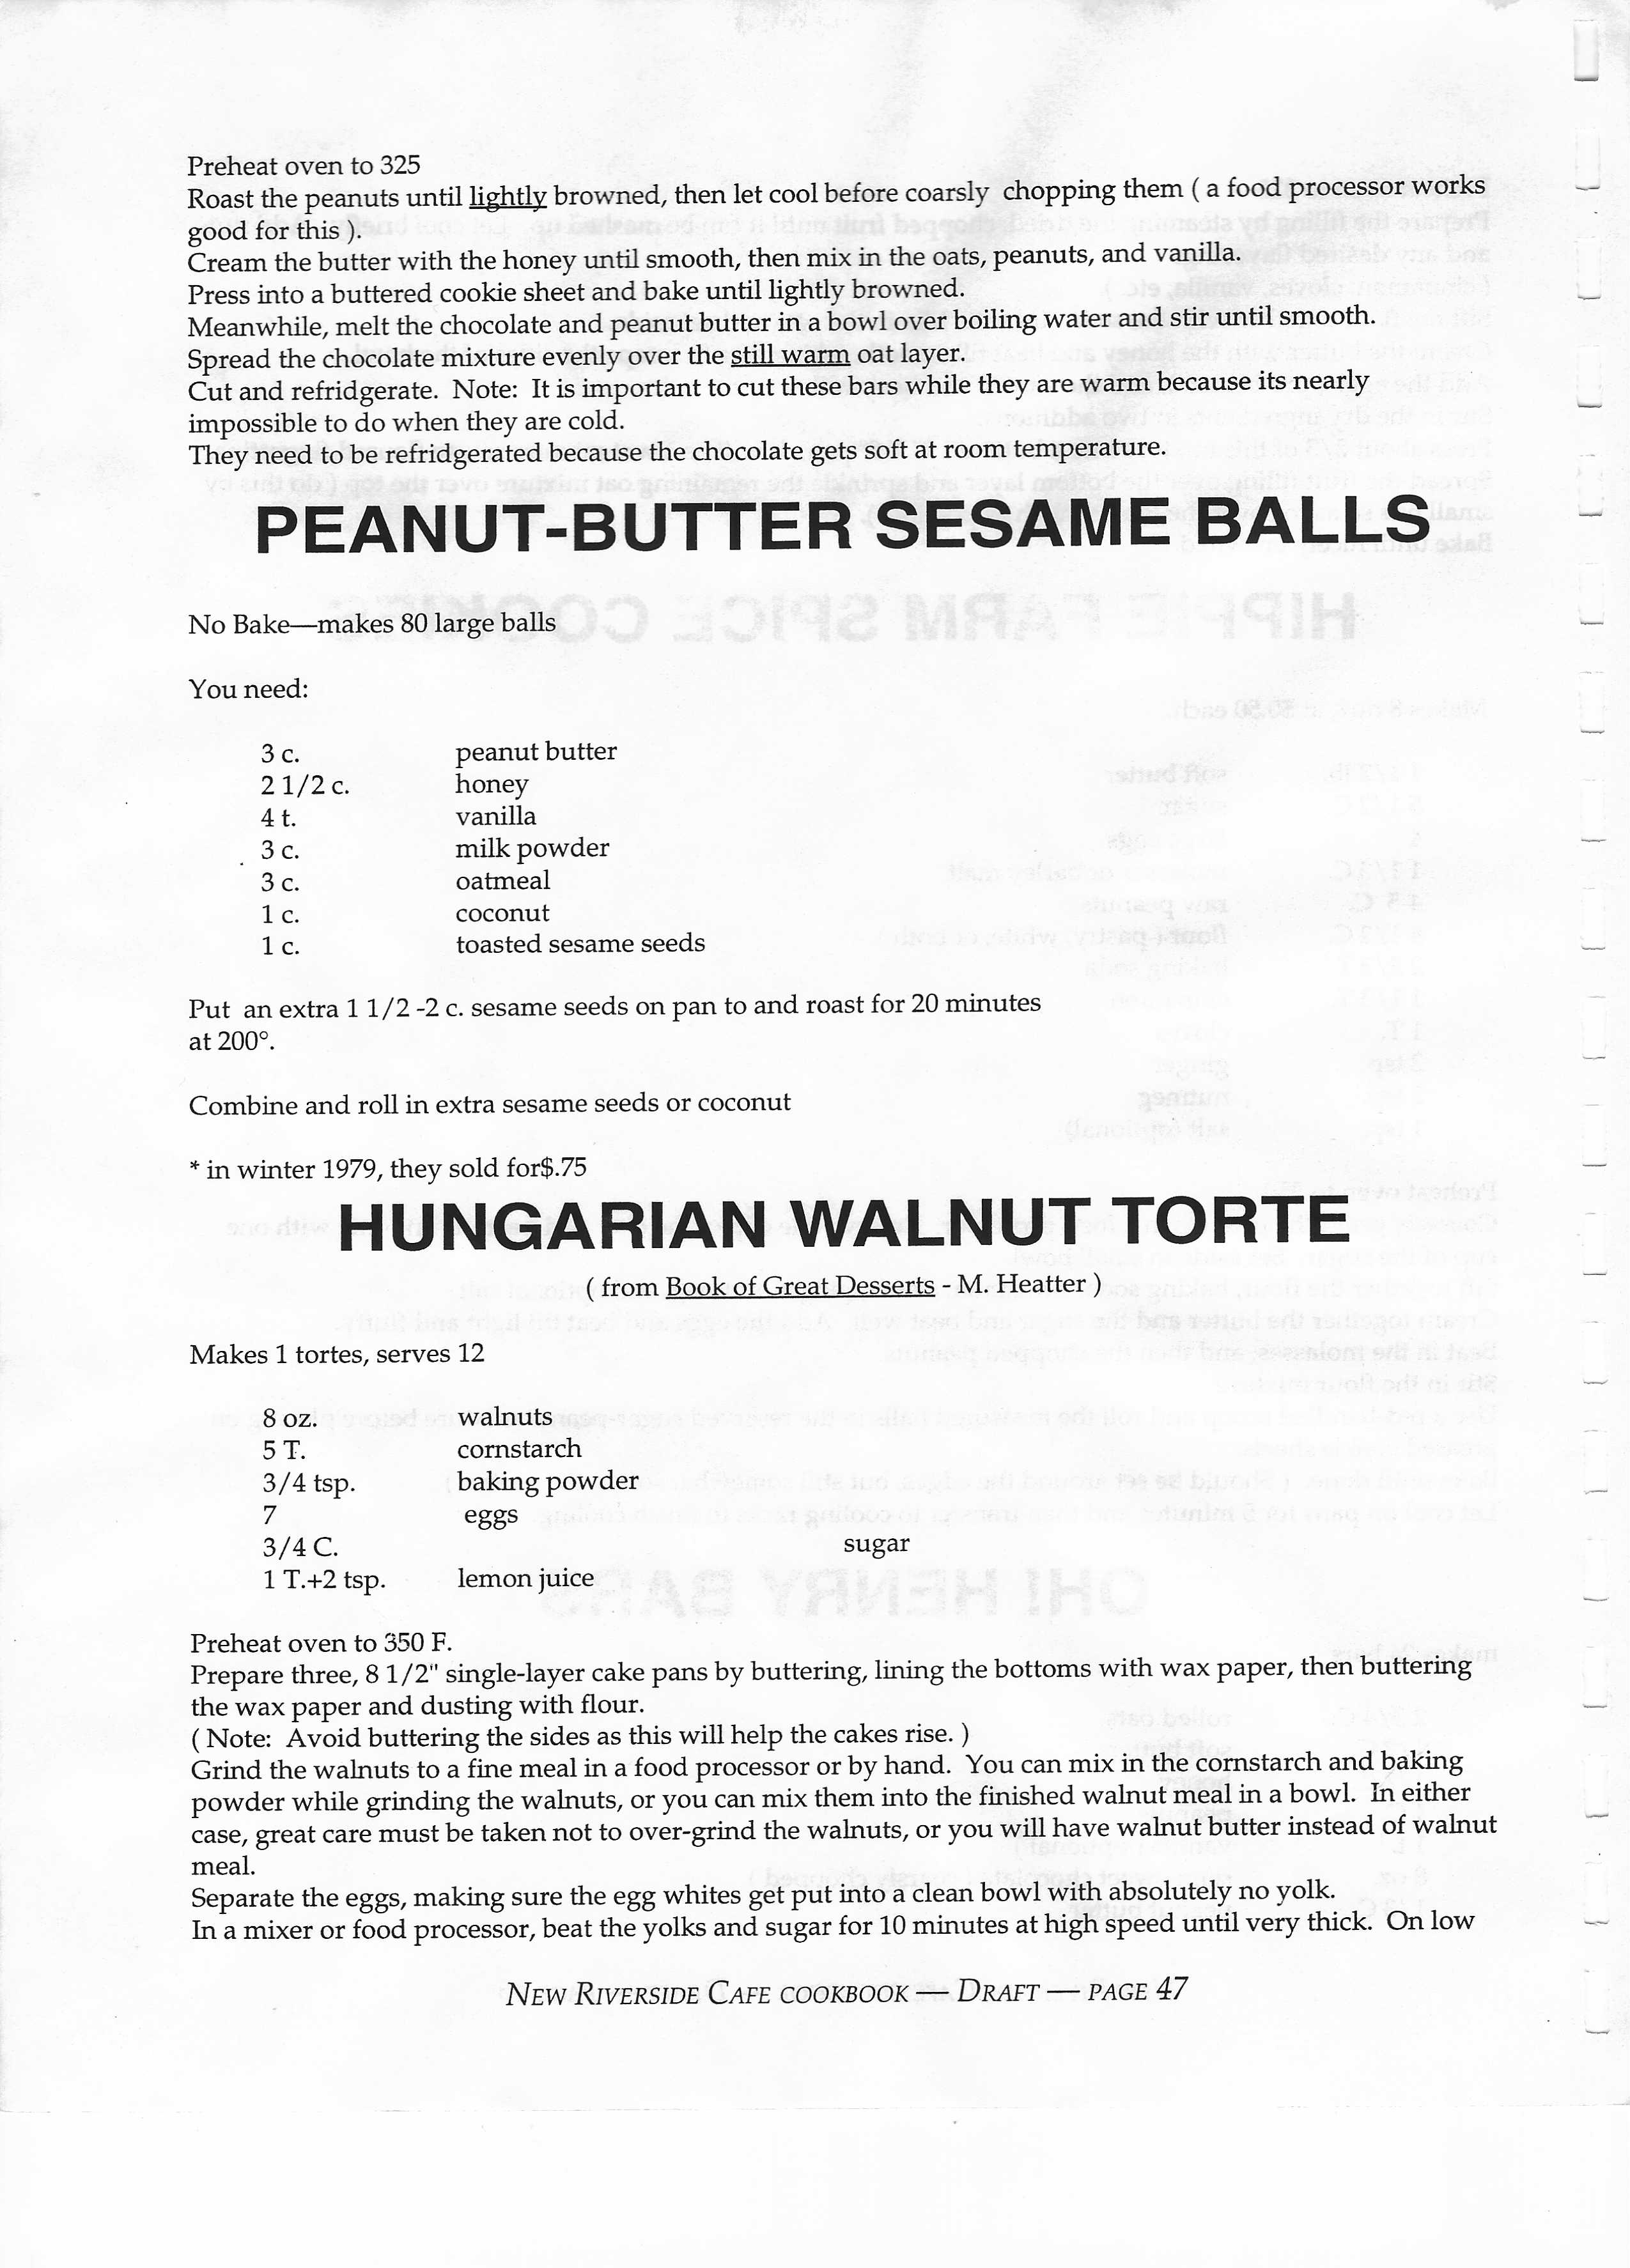 Preheat oven to 325
Roast the peanuts until lightly browned, then let cool before coarsly chopping them ( a food processor works
good for this ).
Cream the butter with the honey until smooth, then mix in the oats, peanuts, and vanilla.
Press into a buttered cookie sheet and bake until lightly browned.
Meanwhile, melt the chocolate and peanut butter in a bowl over boiling water and stir until smooth.
Spread the chocolate mixture evenly over the still warm oat layer.
Cut and refridgerate. Note: It is important to cut these bars while they are warm because its nearly
impossible to do when they are cold.
They need to be refridgerated because the chocolate gets soft at room temperature.
PEANUT-BUTTER SESAME BALLS
No Bake—makes 80 large balls
You need:
3 c. peanut butter
2 1/2 c. honey
4 t. vanilla
3 c. milk powder
3 c. oatmeal
1 c. coconut
1 c. toasted sesame seeds
Put an extra 1 1/2 -2 c. sesame seeds on pan to and roast for 20 minutes
at 200°.
Combine and roll in extra sesame seeds or coconut
* in winter 1979, they sold for$.75
HUNGARIAN WALNUT TORTE
( from Book of Great Desserts - M. Heatter )
Makes 1 tortes, serves 12
8 oz. walnuts
5 T. cornstarch
3/4 tsp. baking powder
7 eggs
3/4 C. sugar
1 T.+2 tsp. lemon juice
Preheat oven to 350 F.
Prepare three, 8 1/2" single-layer cake pans by buttering, lining the bottoms with wax paper, then buttering
the wax paper and dusting with flour.
( Note: Avoid buttering the sides as this will help the cakes rise. )
Grind the walnuts to a fine meal in a food processor or by hand. You can mix in the cornstarch and baking
powder while grinding the walnuts, or you can mix them into the finished walnut meal in a bowl. In either
case, great care must be taken not to over-grind the walnuts, or you will have walnut butter instead of walnut
meal.
Separate the eggs, making sure the egg whites get put into a clean bowl with absolutely no yolk.
In a mixer or food processor, beat the yolks and sugar for 10 minutes at high speed until very thick. On low
NEW RIVERSIDE CAFE COOKBOOK — DRAFT — PAGE 47